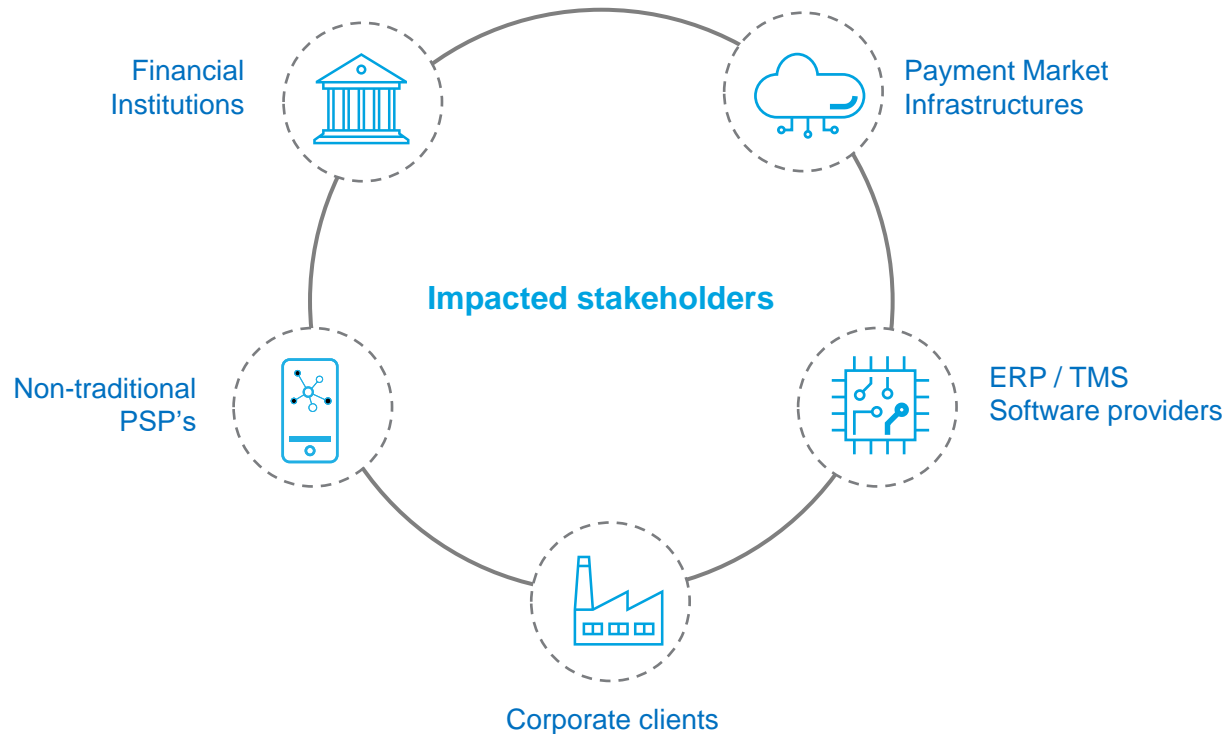 Financial
Institutions
Payment Market
Infrastructures
Impacted stakeholders
Non-traditional
PSP's
ERP / TMS
Software providers
Corporate clients